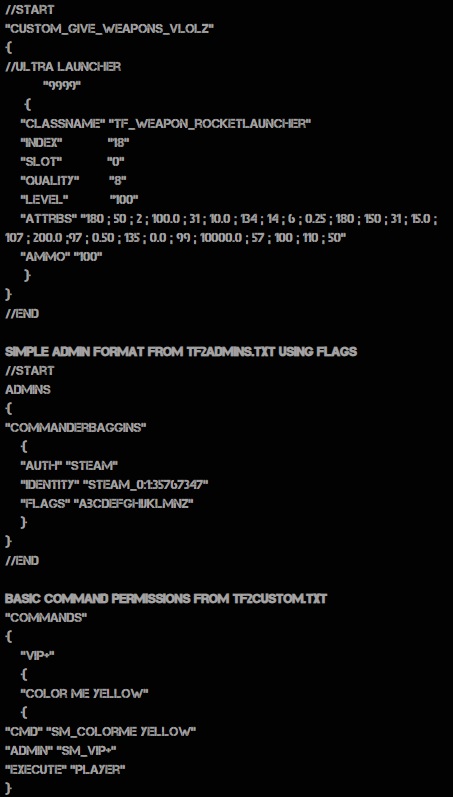 //START
"CUSTOM_GIVE_WEAPONS_VLOLZ"
{
//ULTRA LAUNCHER
"9999"
{
"CLASSNAME" "TF_WEAPON_ROCKETLAUNCHER"
"INDEX" "18"
"SLOT" "0"
"QUALITY" "8"
"LEVEL" "100"
"ATTRIBS" "180 ; 50 ; 2 ; 100.0 ; 31 ; 10.0 ; 134 ; 14 ; 6 ; 0.25 ; 180 ; 150 ; 31 ; 15.0 ;
107 ; 200.0 ;97 ; 0.50 ; 135 ; 0.0 ; 99 ; 10000.0 ; 57 ; 100 ; 110 ; 50"
"AMMO" "100"
}
}
//END
SIMPLE ADMIN FORMAT FROM TF2ADMINS.TXT USING FLAGS
//START
ADMINS
{
"COMMANDERBAGGINS"
{
"AUTH" "STEAM"
"IDENTITY" "STEAM_0:1:35767347"
"FLAGS" "ABCDEFGHIJKLMNZ"
}
}
//END
BASIC COMMAND PERMISSIONS FROM TF2CUSTOM.TXT
"COMMANDS"
{
"VIP+"
{
"COLOR ME YELLOW"
{
"CMD" "SM_COLORME YELLOW"
"ADMIN" "SM_VIP+"
"EXECUTE" "PLAYER"
}